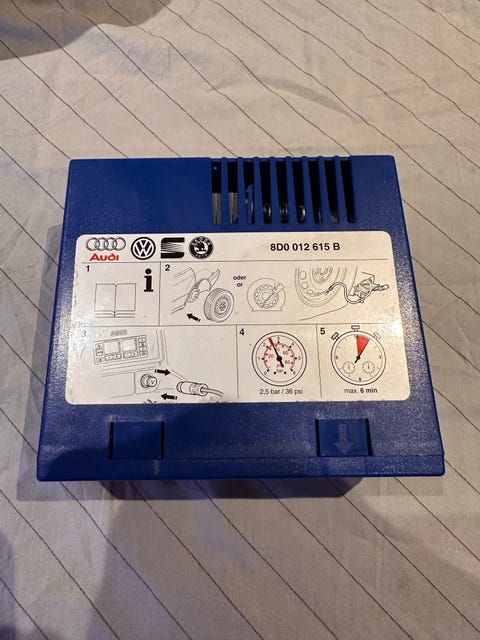 Audi
8D0 012 615 B
1
i
2
oder
or
3
4
2,5 bar / 36 psi
5
max. 6 min